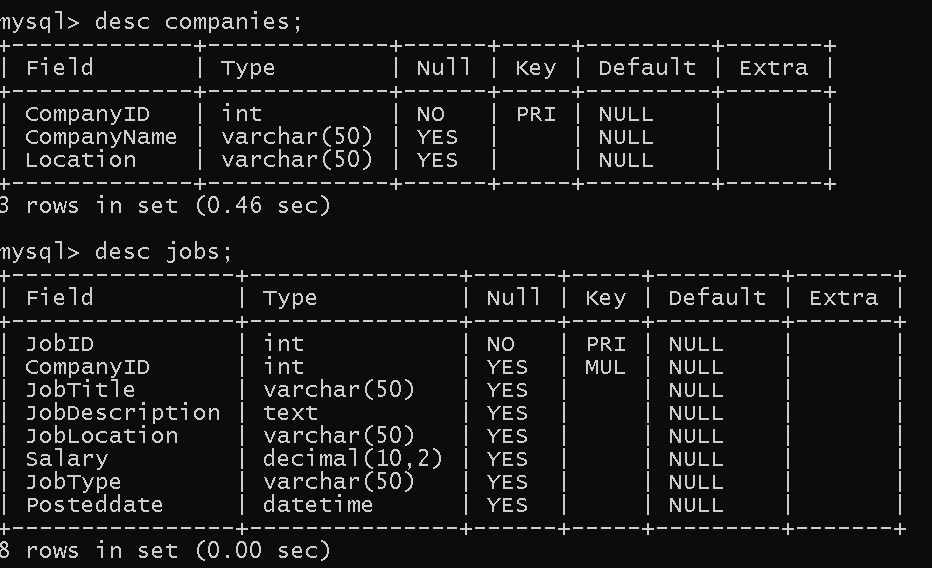 mysql> desc companies;
+-------------+-------------+------+-----+---------+-------+
| Field       | Type        | Null | Key | Default | Extra |
+-------------+-------------+------+-----+---------+-------+
| CompanyID   | int         | NO   | PRI | NULL    |       |
| CompanyName | varchar(50) | YES  |     | NULL    |       |
| Location    | varchar(50) | YES  |     | NULL    |       |
+-------------+-------------+------+-----+---------+-------+
3 rows in set (0.46 sec)
mysql> desc jobs;
+----------------+---------------+------+-----+---------+-------+
| Field          | Type          | Null | Key | Default | Extra |
+----------------+---------------+------+-----+---------+-------+
| JobID          | int           | NO   | PRI | NULL    |       |
| CompanyID      | int           | YES  | MUL | NULL    |       |
| JobTitle       | varchar(50)   | YES  |     | NULL    |       |
| JobDescription | text          | YES  |     | NULL    |       |
| JobLocation    | varchar(50)   | YES  |     | NULL    |       |
| Salary         | decimal(10,2) | YES  |     | NULL    |       |
| JobType        | varchar(50)   | YES  |     | NULL    |       |
| Posteddate     | datetime      | YES  |     | NULL    |       |
+----------------+---------------+------+-----+---------+-------+
8 rows in set (0.00 sec)